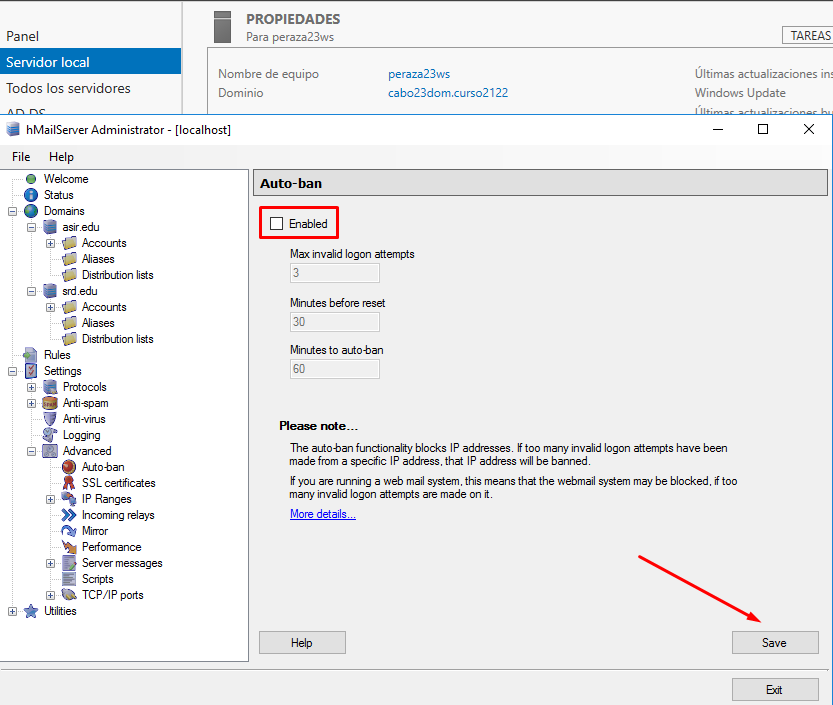 Panel
Servidor local
Todos los servidores
AD DS
PROPIEDADES
Para peraza23ws
TAREAS
Nombre de equipo
peraza23ws
Últimas actualizaciones ins
Dominio
cabo23dom.curso2122
Windows Update
Últimas actualizaciones bu
hMailServer Administrator - [localhost]
File
Help
Welcome
Status
Domains
asir.edu
Accounts
Aliases
Distribution lists
srd.edu
Accounts
Aliases
Distribution lists
Rules
Settings
Protocols
Anti-spam
Anti-virus
Logging
Advanced
Auto-ban
SSL certificates
IP Ranges
Incoming relays
Mirror
Performance
Server messages
Scripts
TCP/IP ports
Utilities
Auto-ban
Enabled
Max invalid logon attempts
3
Minutes before reset
30
Minutes to auto-ban
60
Please note...
The auto-ban functionality blocks IP addresses. If too many invalid logon attempts have been
made from a specific IP address, that IP address will be banned.
If you are running a web mail system, this means that the webmail system may be blocked, if too
many invalid logon attempts are made on it.
More details...
Help
Save
Exit